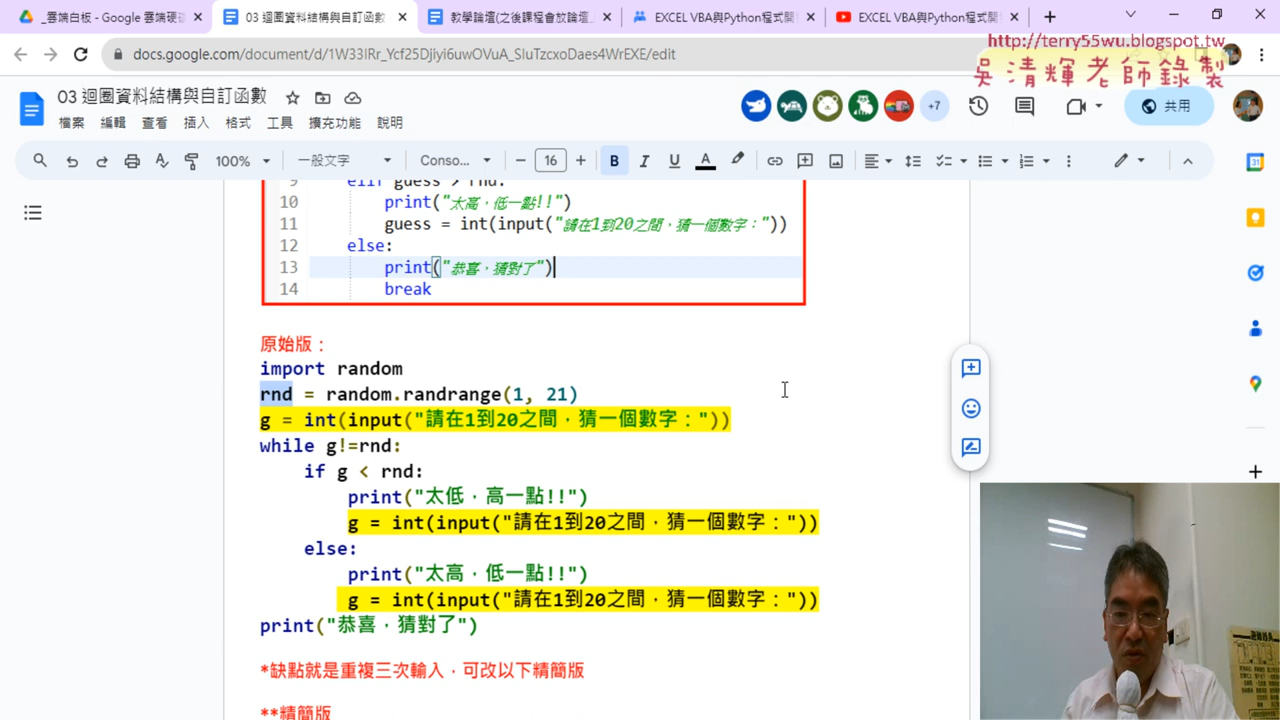 _雲端白板 - Google 雲端硬碟
03 迴圈資料結構與自訂函數
教學論壇(之後課程會放論壇
EXCEL VBA與Python程式開
EXCEL VBA與Python程式開
docs.google.com/document/d/1W33lRr_Ycf25Djiyi6uwOVuA_SluTzcxoDaes4WrEXE/edit
http://terry55wu.blogspot.tw
吳清輝老師錄製
03 迴圈資料結構與自訂函數
檔案 編輯 查看 插入 格式 工具 擴充功能 說明
+7
共用
100% 一般文字 Conso... 16 B I U A
9 elif guess > rnd:
10 print("太高，低一點!!")
11 guess = int(input("請在1到20之間，猜一個數字："))
12 else:
13 print("恭喜，猜對了")
14 break
原始版：
import random
rnd = random.randrange(1, 21)
g = int(input("請在1到20之間，猜一個數字："))
while g!=rnd:
if g < rnd:
print("太低，高一點!!")
g = int(input("請在1到20之間，猜一個數字："))
else:
print("太高，低一點!!")
g = int(input("請在1到20之間，猜一個數字："))
print("恭喜，猜對了")
*缺點就是重複三次輸入，可改以下精簡版
**精簡版